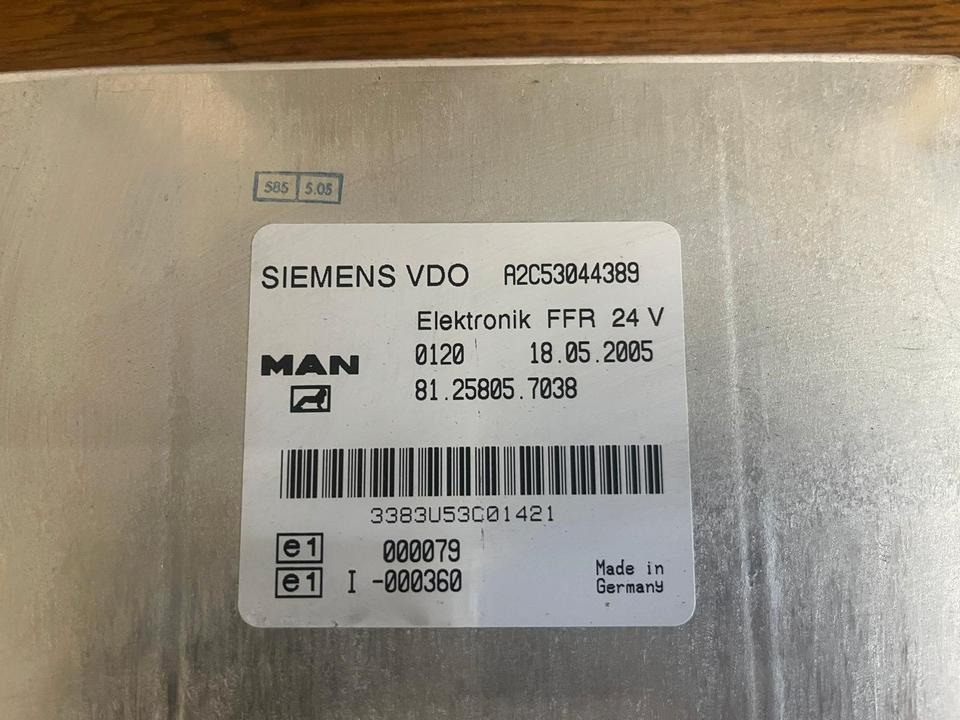 585 5.05
SIEMENS VDO A2C53044389
Elektronik FFR 24 V
MAN 0120 18.05.2005
81.25805.7038
3383U53C01421
e1 000079
e1 I -000360
Made in
Germany